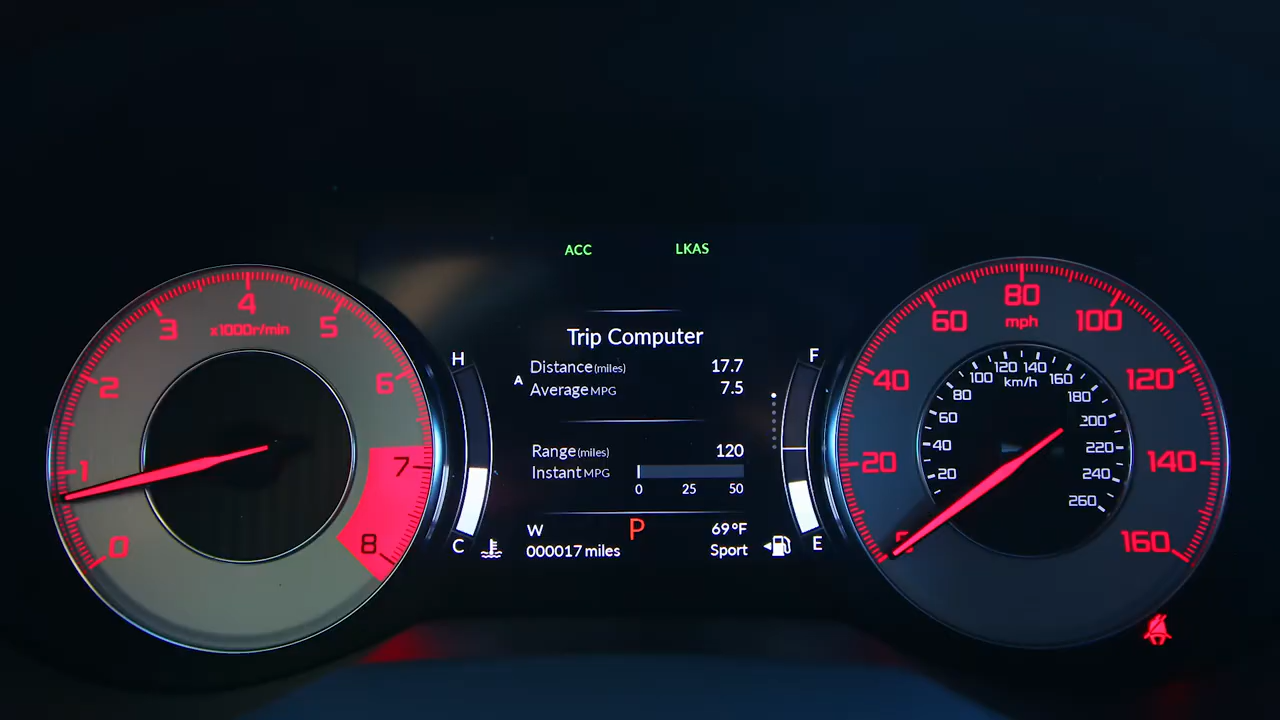 ACC LKAS
Trip Computer
A
Distance(miles) 17.7
Average MPG 7.5
Range(miles) 120
Instant MPG
0 25 50
W P 69°F
000017 miles Sport
H
C
F
E
0
1
2
3
4
5
6
7
8
x1000r/min
20
40
60
80
100
120
140
160
mph
20
40
60
80
100
120
140
160
180
200
220
240
260
km/h